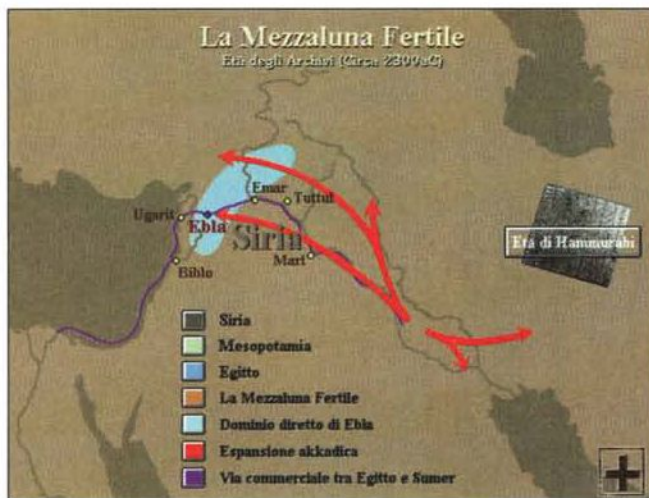 La Mezzaluna Fertile
Età degli Archivi (Circa 2300aC)
Emar
Tuttul
Ugarit
Ebla
Siria
Mari
Biblo
Età di Hammurabi
Siria
Mesopotamia
Egitto
La Mezzaluna Fertile
Dominio diretto di Ebla
Espansione akkadica
Via commerciale tra Egitto e Sumer